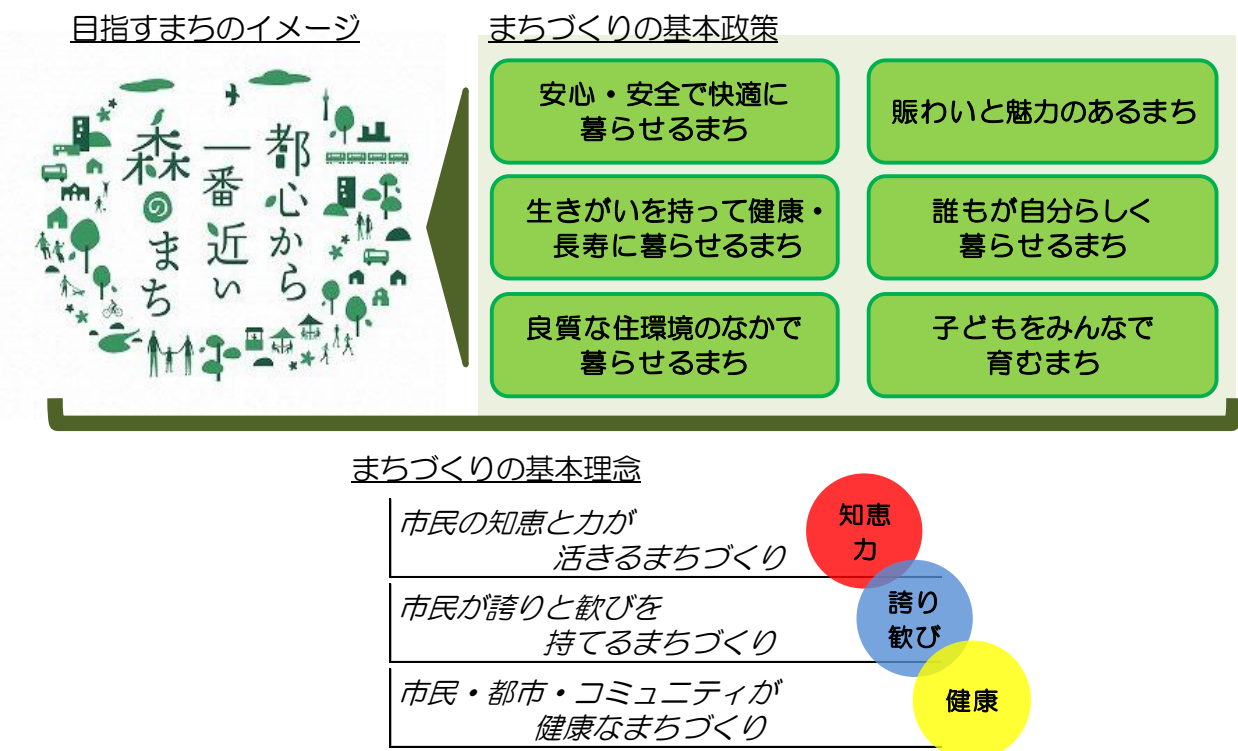 目指すまちのイメージ
都心から
一番近い
森のまち
まちづくりの基本政策
安心・安全で快適に
暮らせるまち
賑わいと魅力のあるまち
生きがいを持って健康・
長寿に暮らせるまち
誰もが自分らしく
暮らせるまち
良質な住環境のなかで
暮らせるまち
子どもをみんなで
育むまち
まちづくりの基本理念
市民の知恵と力が
活きるまちづくり
知恵
力
市民が誇りと歓びを
持てるまちづくり
誇り
歓び
市民・都市・コミュニティが
健康なまちづくり
健康